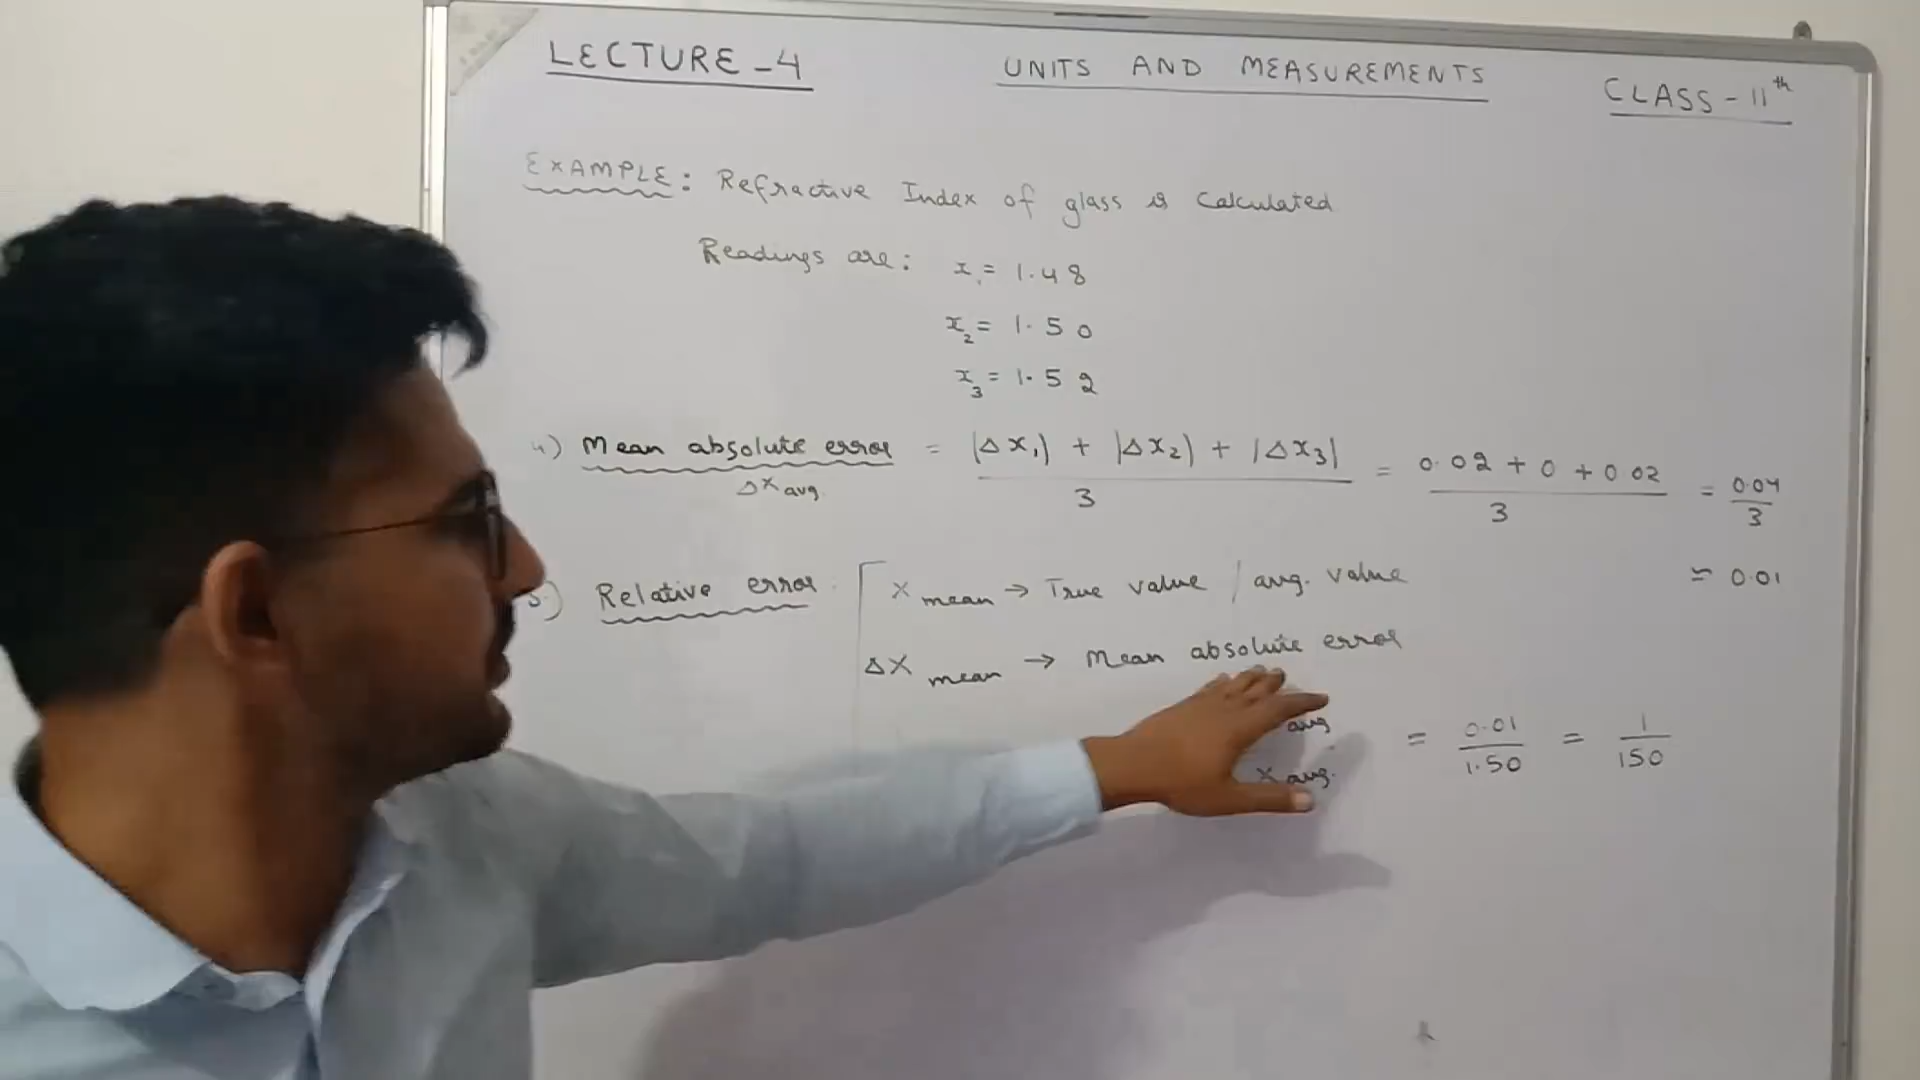 LECTURE-4 UNITS AND MEASUREMENTS CLASS-11th
EXAMPLE: Refractive Index of glass is calculated
Readings are: x₁ = 1.48
x₂ = 1.50
x₃ = 1.52
4) Mean absolute error = |Δx₁| + |Δx₂| + |Δx₃| / 3 = 0.02 + 0 + 0.02 / 3 = 0.04 / 3
Δx avg.
≈ 0.01
5.) Relative error: x mean → True value / avg. value
Δx mean → Mean absolute error
avg / x avg. = 0.01 / 1.50 = 1 / 150